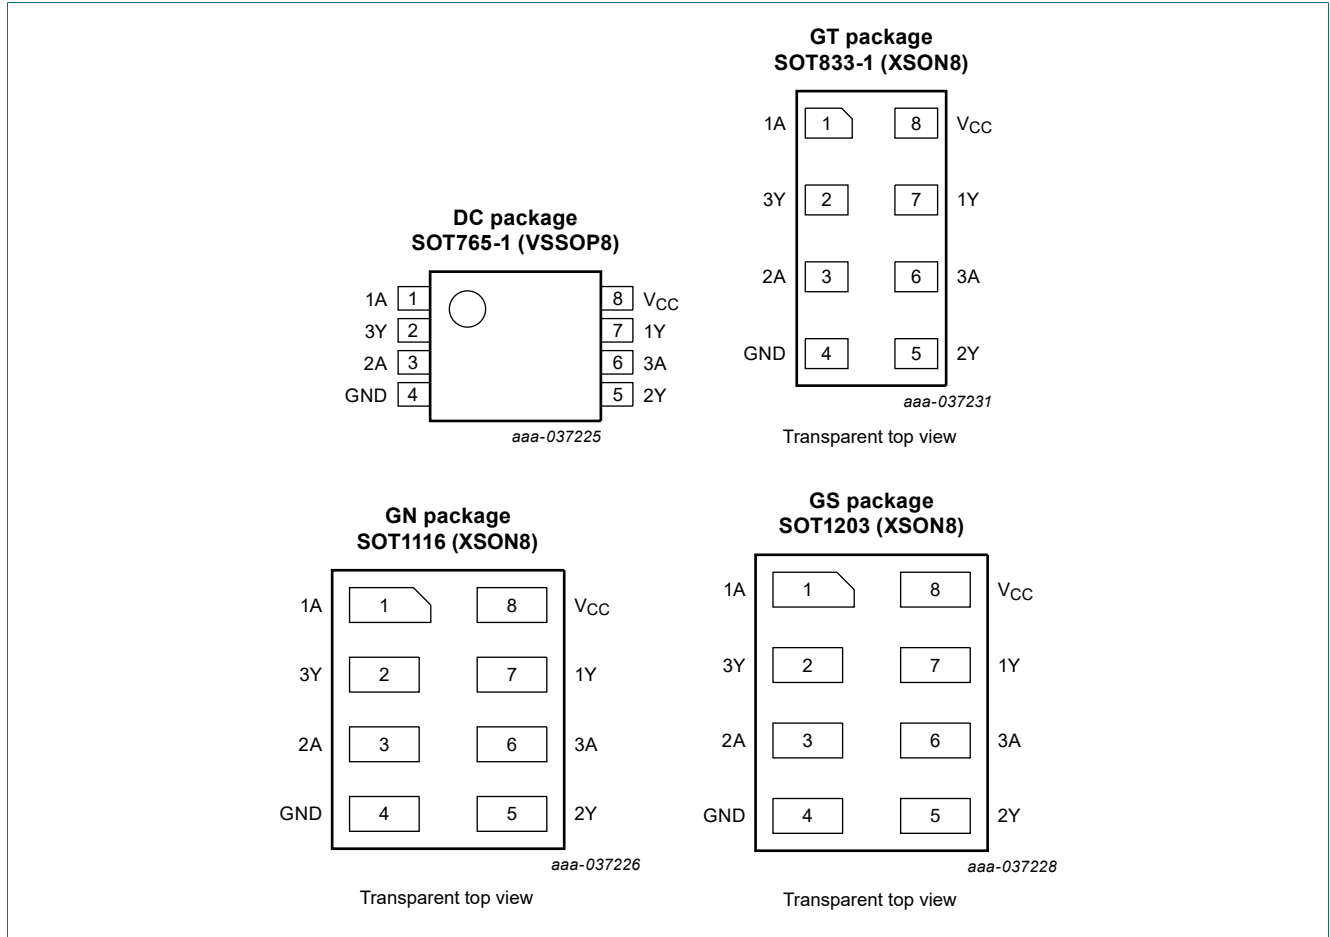 GT package
SOT833-1 (XSON8)
1A 1 8 VCC
3Y 2 7 1Y
2A 3 6 3A
GND 4 5 2Y
aaa-037231
Transparent top view
DC package
SOT765-1 (VSSOP8)
1A 1 8 VCC
3Y 2 7 1Y
2A 3 6 3A
GND 4 5 2Y
aaa-037225
GN package
SOT1116 (XSON8)
1A 1 8 VCC
3Y 2 7 1Y
2A 3 6 3A
GND 4 5 2Y
aaa-037226
Transparent top view
GS package
SOT1203 (XSON8)
1A 1 8 VCC
3Y 2 7 1Y
2A 3 6 3A
GND 4 5 2Y
aaa-037228
Transparent top view